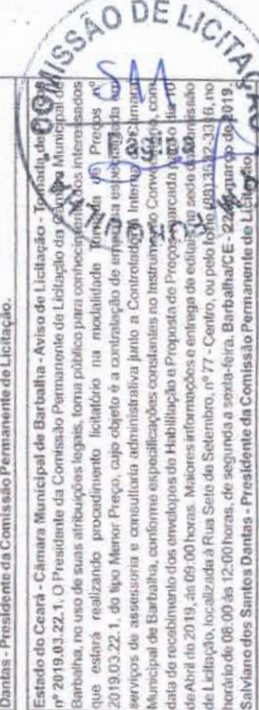 Dantas - Presidente da Comissão Permanente de Licitação.
Estado do Ceará - Câmara Municipal de Barbalha - Aviso de Licitação - Tomada de
nº 2019.03.22.1. O Presidente da Comissão Permanente de Licitação da Câmara Municipal de
Barbalha, no uso de suas atribuições legais, torna público para conhecimento dos interessados
que estará realizando procedimento licitatório na modalidade Tomada de Preços nº
2019.03.22.1, do tipo Menor Preço, cujo objeto é a contratação de empresa especializada
serviços de assessoria e consultoria administrativa junto a Controladoria Interna Câmara
Municipal de Barbalha, conforme especificações constantes no Instrumento Convocatório, com
data de recebimento dos envelopes de Habilitação e Proposta de Preços marcada dia
de Abril de 2019, às 09:00 horas. Maiores informações e entrega de editais na sede da Comissão
de Licitação, localizada à Rua Sete de Setembro, nº 77 - Centro, ou pelo fone (88) no
horário de 08:00 às 12:00 horas, de segunda a sexta-feira. Barbalha/CE - 22 de março de 2019.
Salviano dos Santos Dantas - Presidente da Comissão Permanente de Licitação
COMISSÃO DE LICITAÇÃO